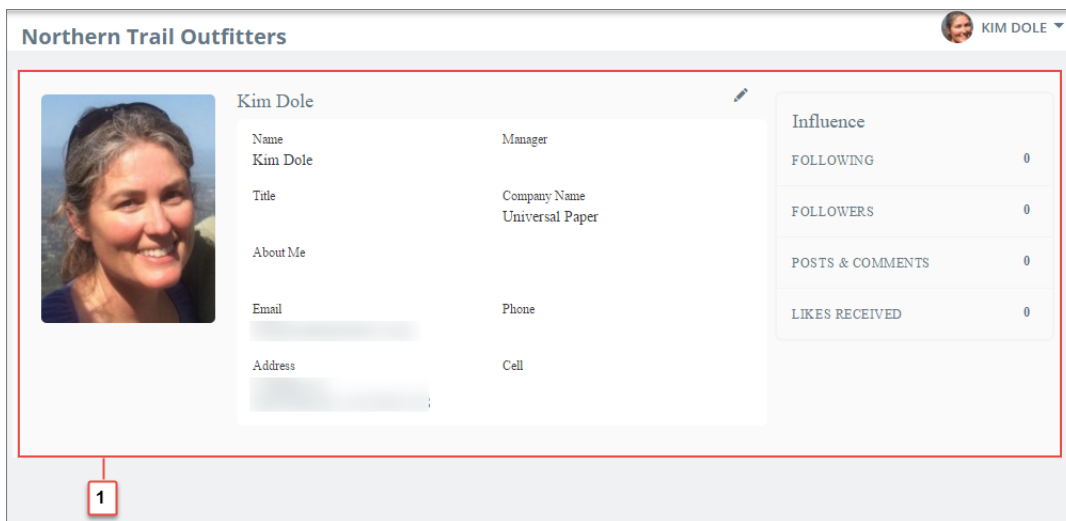 Northern Trail Outfitters
KIM DOLE
Kim Dole
Name
Kim Dole
Manager
Title
Company Name
Universal Paper
About Me
Email
Phone
Address
Cell
Influence
FOLLOWING 0
FOLLOWERS 0
POSTS & COMMENTS 0
LIKES RECEIVED 0
1